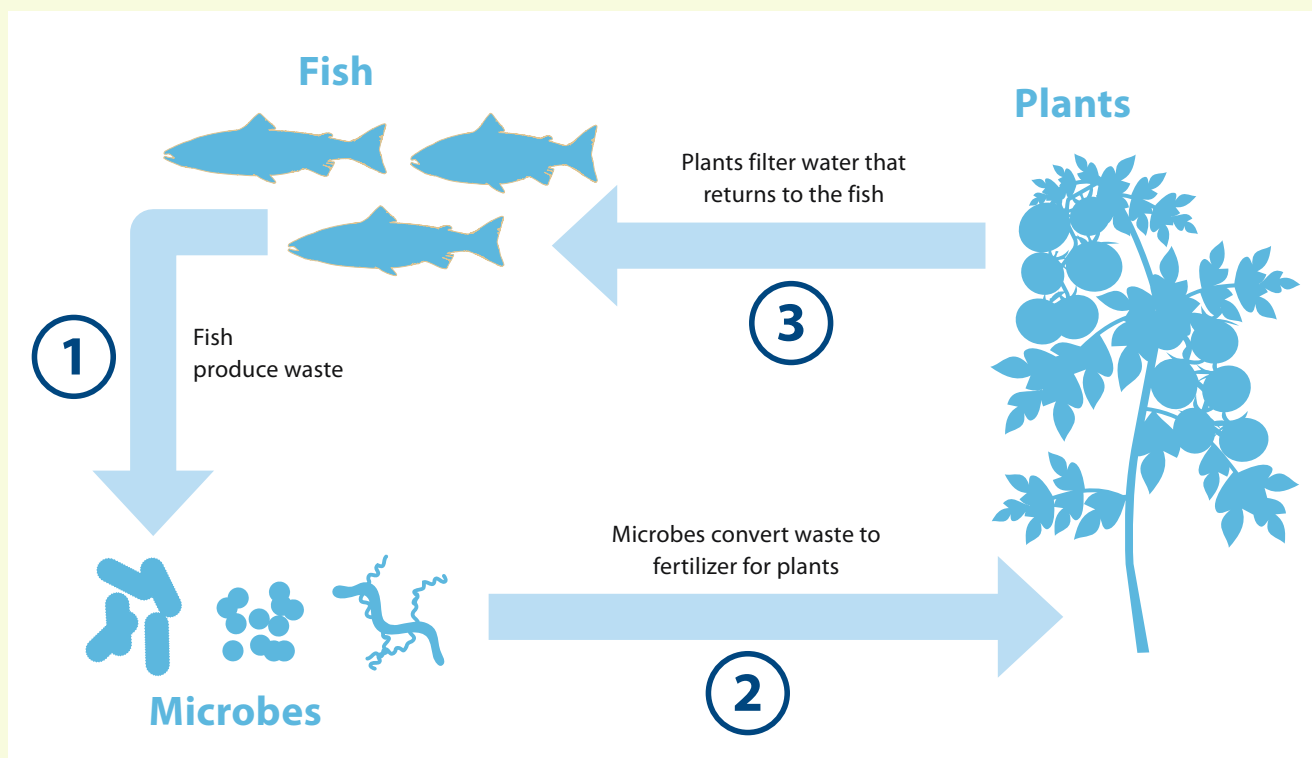 Fish
Plants
Plants filter water that
returns to the fish
3
1
Fish
produce waste
Microbes convert waste to
fertilizer for plants
2
Microbes